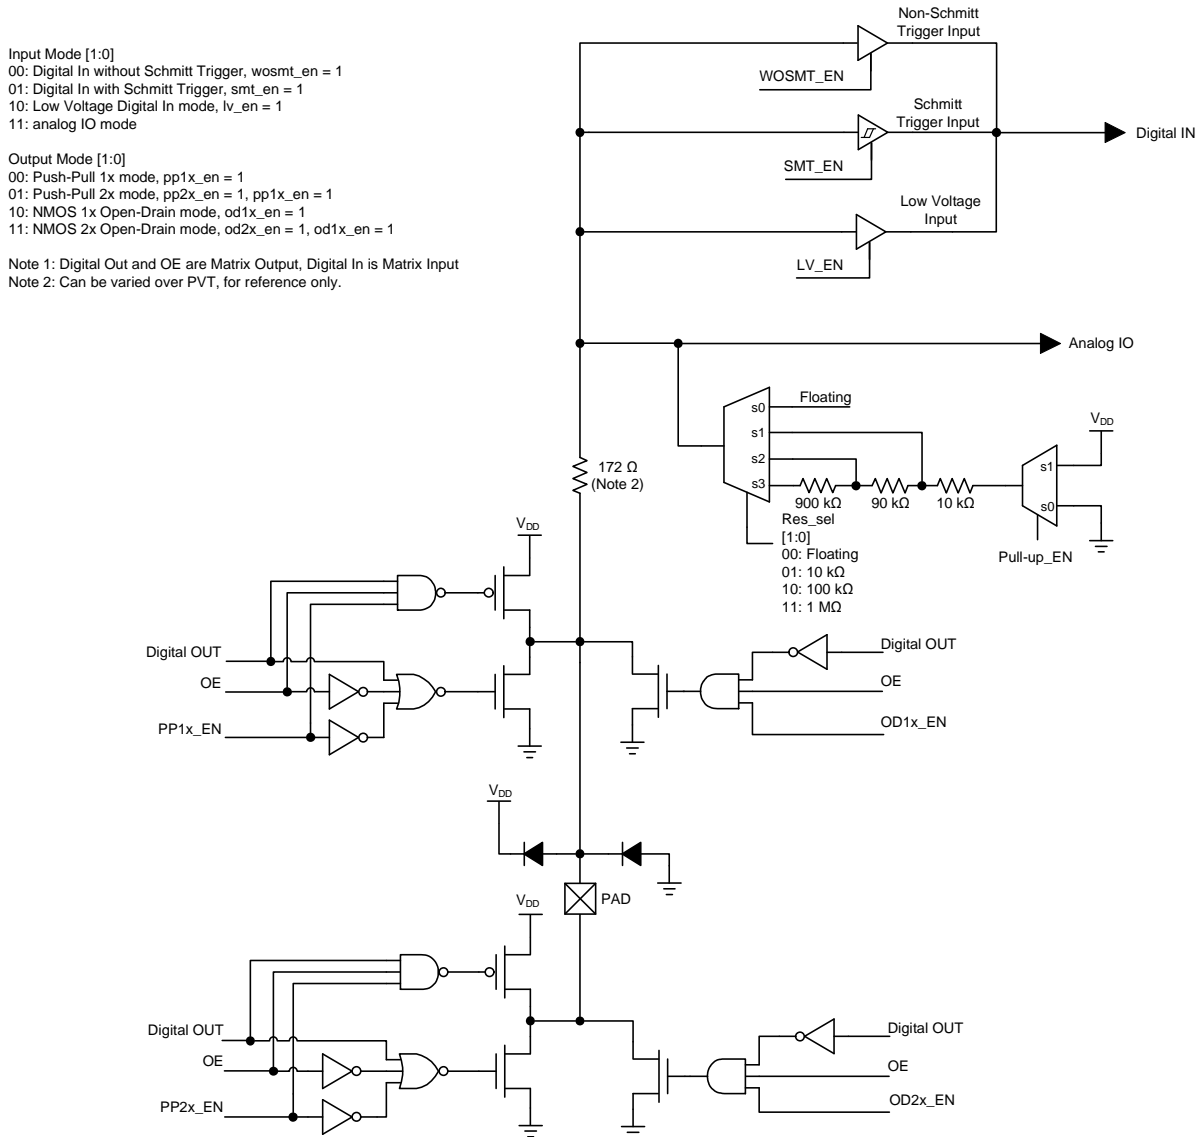 Input Mode [1:0]
00: Digital In without Schmitt Trigger, wosmt_en = 1
01: Digital In with Schmitt Trigger, smt_en = 1
10: Low Voltage Digital In mode, lv_en = 1
11: analog IO mode
Output Mode [1:0]
00: Push-Pull 1x mode, pp1x_en = 1
01: Push-Pull 2x mode, pp2x_en = 1, pp1x_en = 1
10: NMOS 1x Open-Drain mode, od1x_en = 1
11: NMOS 2x Open-Drain mode, od2x_en = 1, od1x_en = 1
Note 1: Digital Out and OE are Matrix Output, Digital In is Matrix Input
Note 2: Can be varied over PVT, for reference only.
Non-Schmitt
Trigger Input
WOSMT_EN
Schmitt
Trigger Input
SMT_EN
Digital IN
Low Voltage
Input
LV_EN
Analog IO
Floating
s0
s1
s2
s3
900 kΩ
90 kΩ
10 kΩ
VDD
s1
s0
Pull-up_EN
Res_sel
[1:0]
00: Floating
01: 10 kΩ
10: 100 kΩ
11: 1 MΩ
172 Ω
(Note 2)
VDD
Digital OUT
OE
PP1x_EN
Digital OUT
OE
OD1x_EN
VDD
PAD
VDD
Digital OUT
OE
PP2x_EN
Digital OUT
OE
OD2x_EN